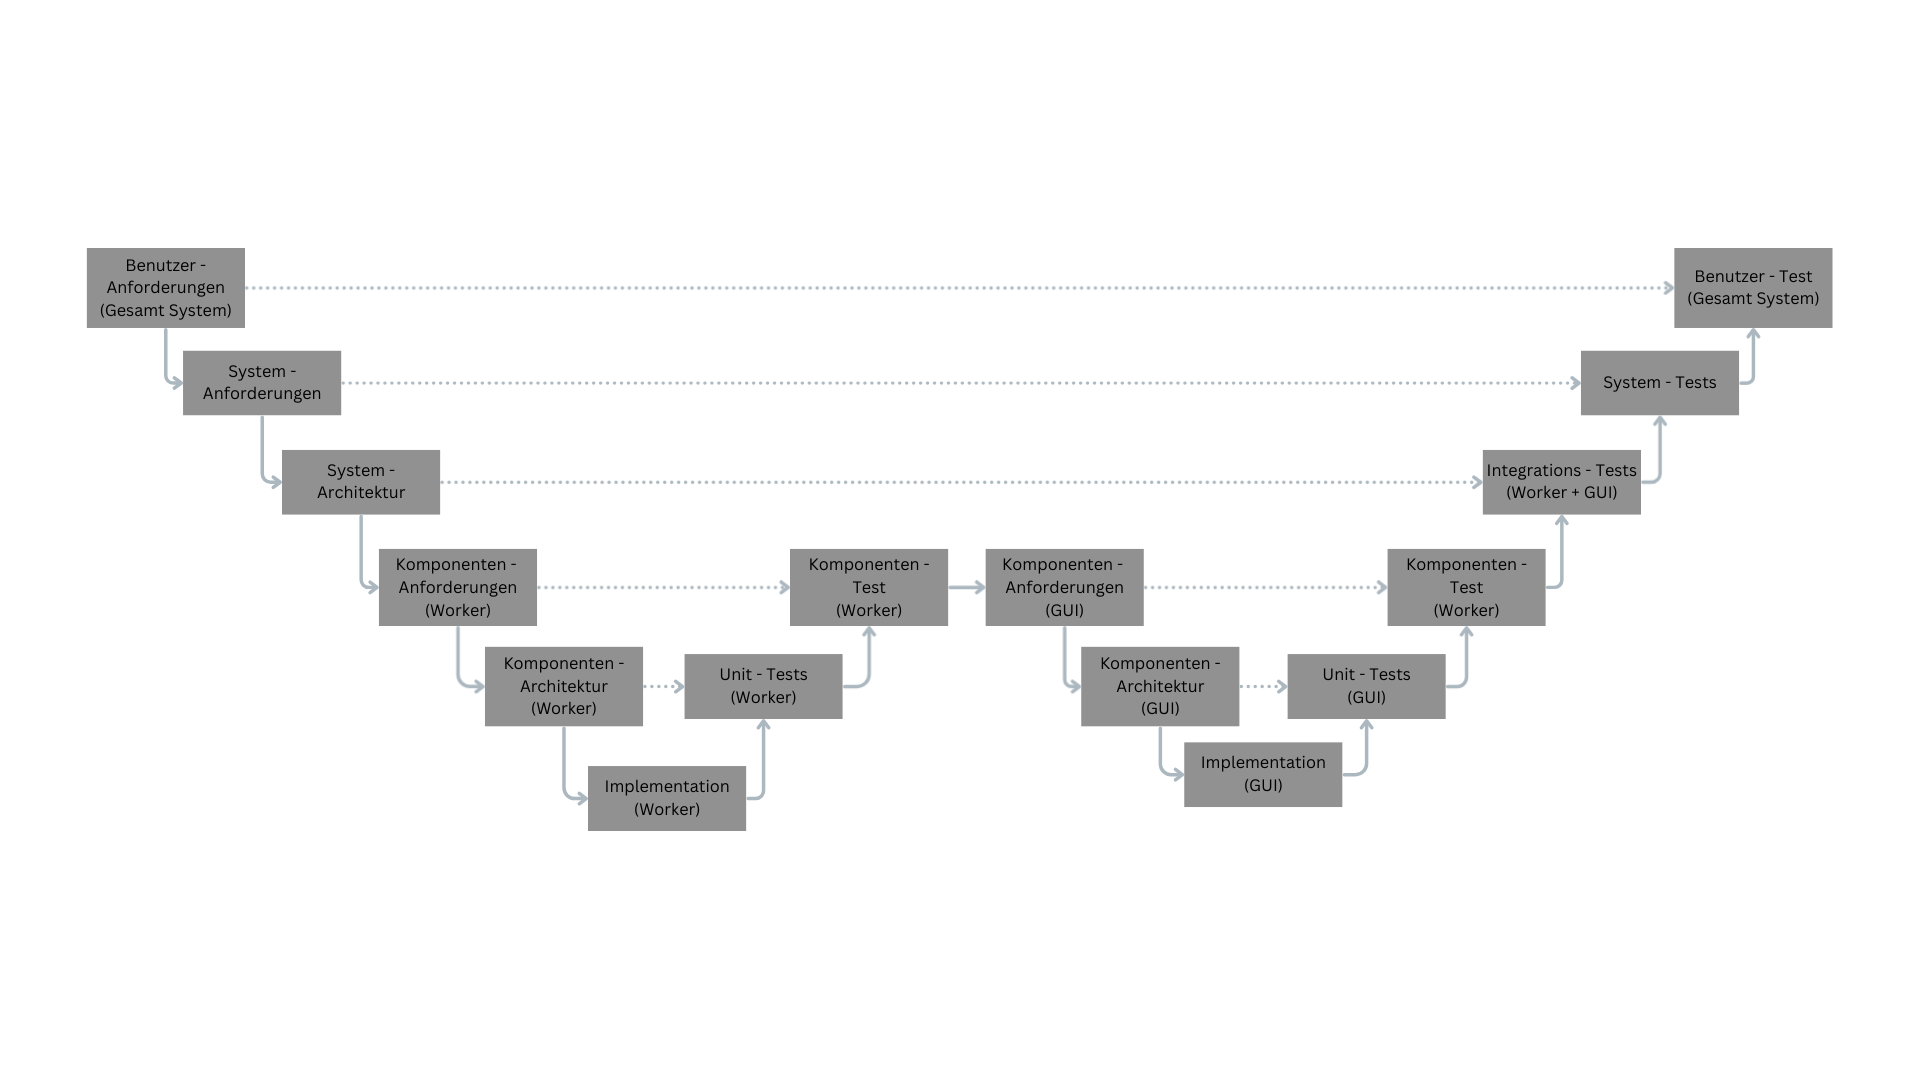 Benutzer -
Anforderungen
(Gesamt System)
Benutzer - Test
(Gesamt System)
System -
Anforderungen
System - Tests
System -
Architektur
Integrations - Tests
(Worker + GUI)
Komponenten -
Anforderungen
(Worker)
Komponenten -
Test
(Worker)
Komponenten -
Anforderungen
(GUI)
Komponenten -
Test
(Worker)
Komponenten -
Architektur
(Worker)
Unit - Tests
(Worker)
Komponenten -
Architektur
(GUI)
Unit - Tests
(GUI)
Implementation
(Worker)
Implementation
(GUI)